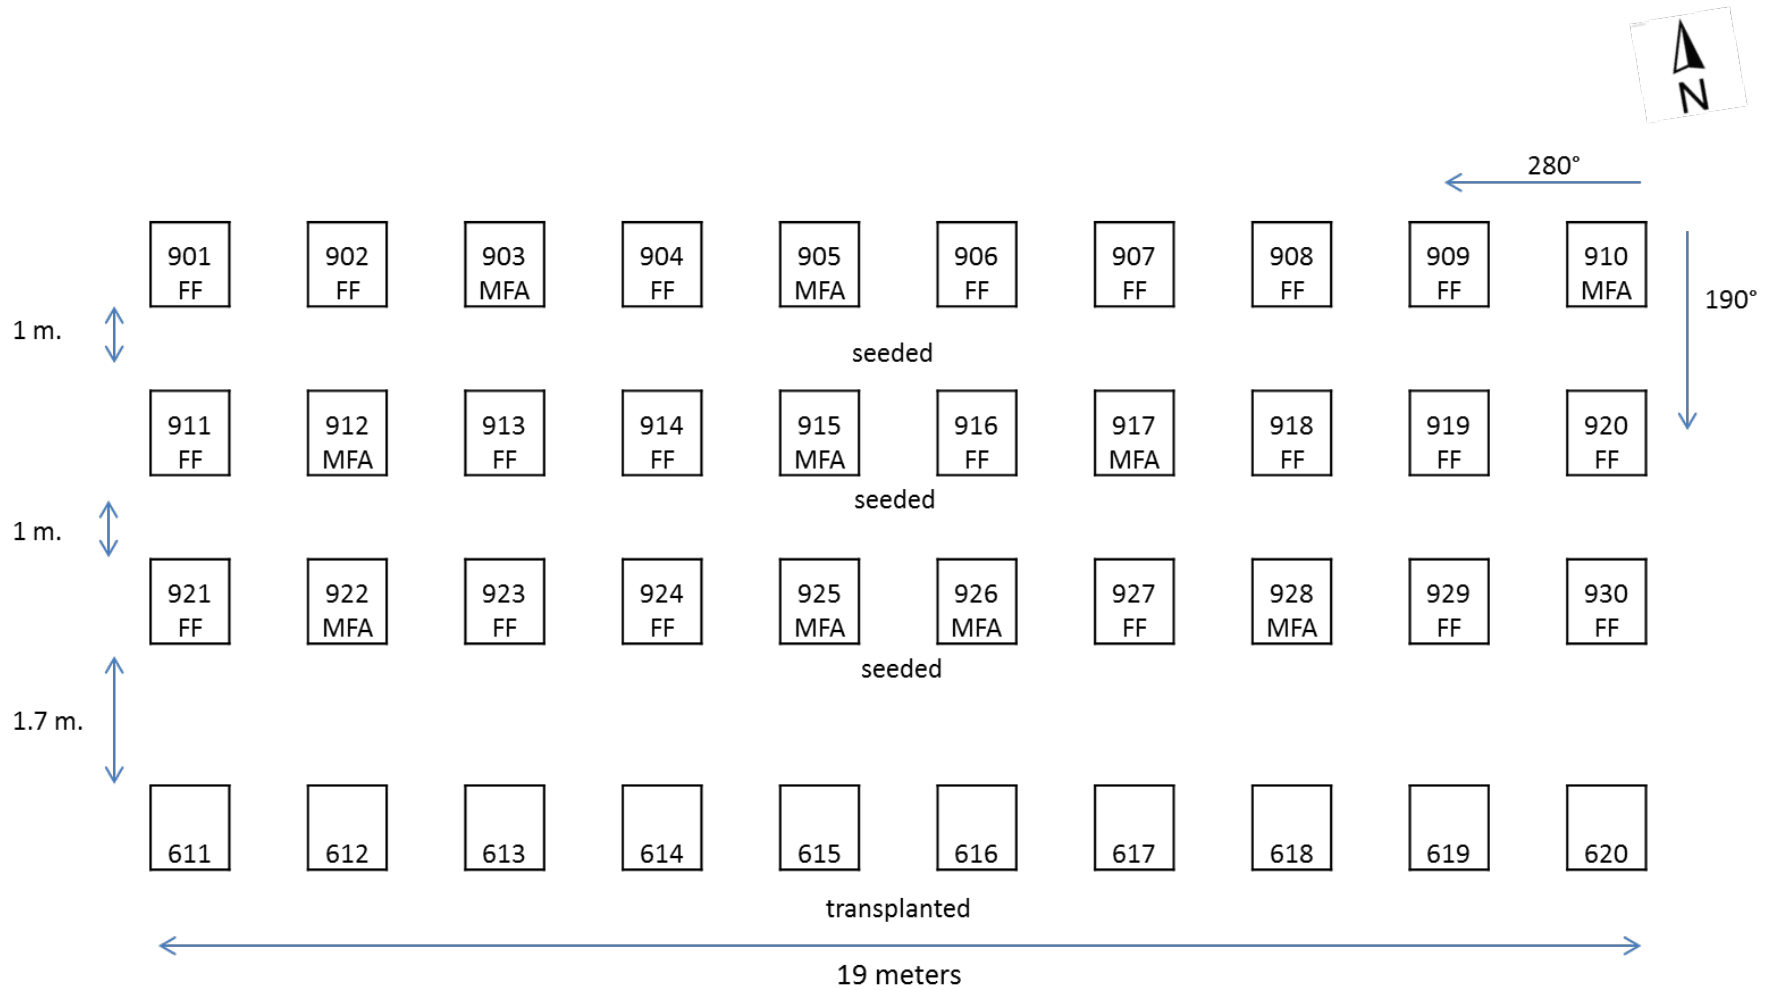 N
280°
901 902 903 904 905 906 907 908 909 910
FF FF MFA FF MFA FF FF FF FF MFA
190°
1 m.
seeded
911 912 913 914 915 916 917 918 919 920
FF MFA FF FF MFA FF MFA FF FF FF
seeded
1 m.
921 922 923 924 925 926 927 928 929 930
FF MFA FF FF MFA MFA FF MFA FF FF
seeded
1.7 m.
611 612 613 614 615 616 617 618 619 620
transplanted
19 meters